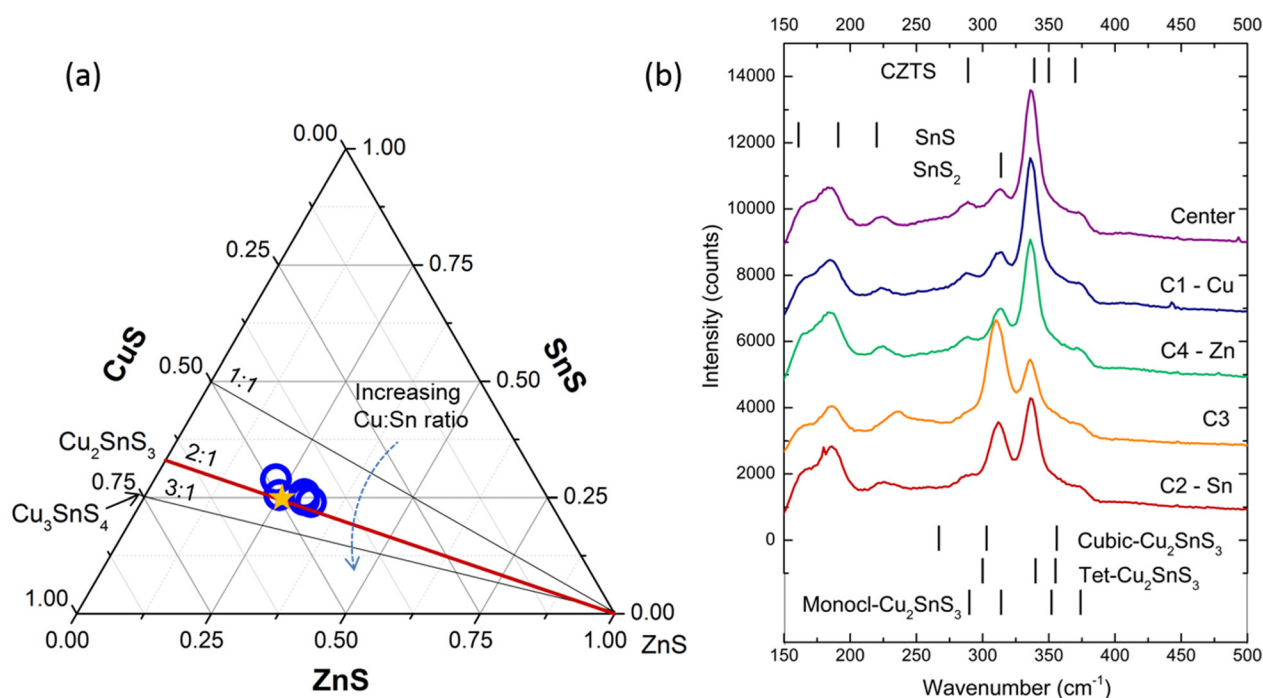 (a)
0.00
1.00
0.25
0.75
CuS
SnS
0.50
0.50
1:1
Increasing
Cu:Sn ratio
Cu₂SnS₃
2:1
0.75
3:1
0.25
Cu₃SnS₄
1.00
0.00
ZnS
0.00
0.25
0.50
0.75
1.00
ZnS
(b)
150 200 250 300 350 400 450 500
14000
CZTS
12000
SnS
SnS₂
10000
Center
8000
C1 - Cu
6000
C4 - Zn
4000
C3
2000
C2 - Sn
0
Cubic-Cu₂SnS₃
Tet-Cu₂SnS₃
Monocl-Cu₂SnS₃
Intensity (counts)
150 200 250 300 350 400 450 500
Wavenumber (cm⁻¹)